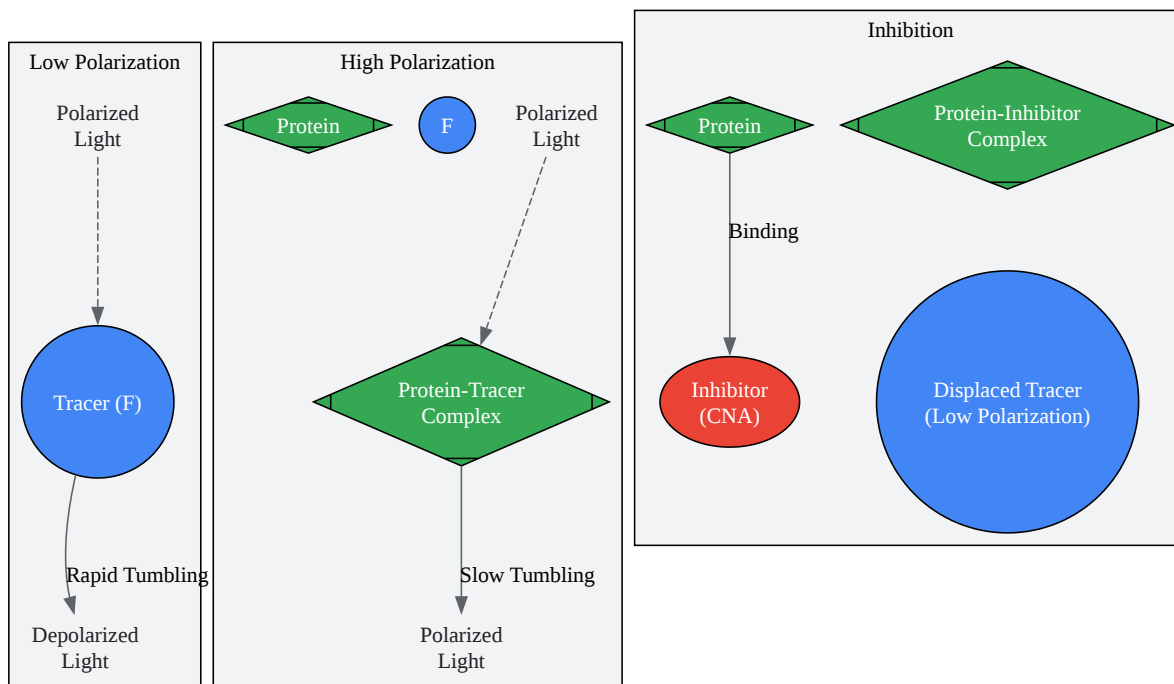 Low Polarization
Polarized
Light
Tracer (F)
Rapid Tumbling
Depolarized
Light
High Polarization
Protein
F
Polarized
Light
Protein-Tracer
Complex
Slow Tumbling
Polarized
Light
Inhibition
Protein
Protein-Inhibitor
Complex
Binding
Inhibitor
(CNA)
Displaced Tracer
(Low Polarization)